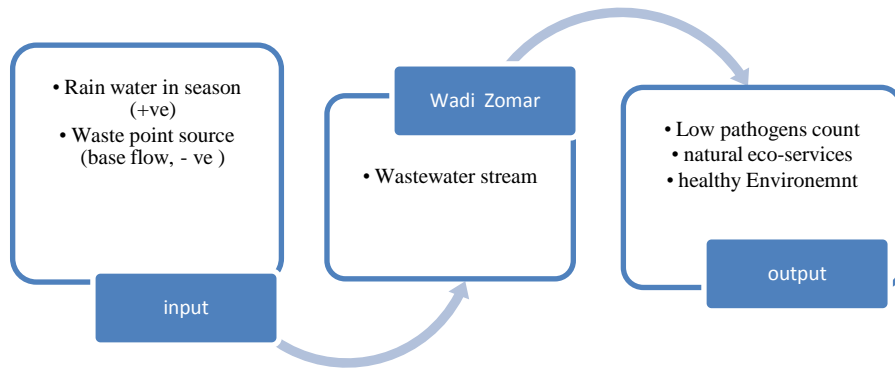 • Rain water in season
(+ve)
• Waste point source
(base flow, - ve )
input
Wadi Zomar
• Wastewater stream
• Low pathogens count
• natural eco-services
• healthy Environemnt
output